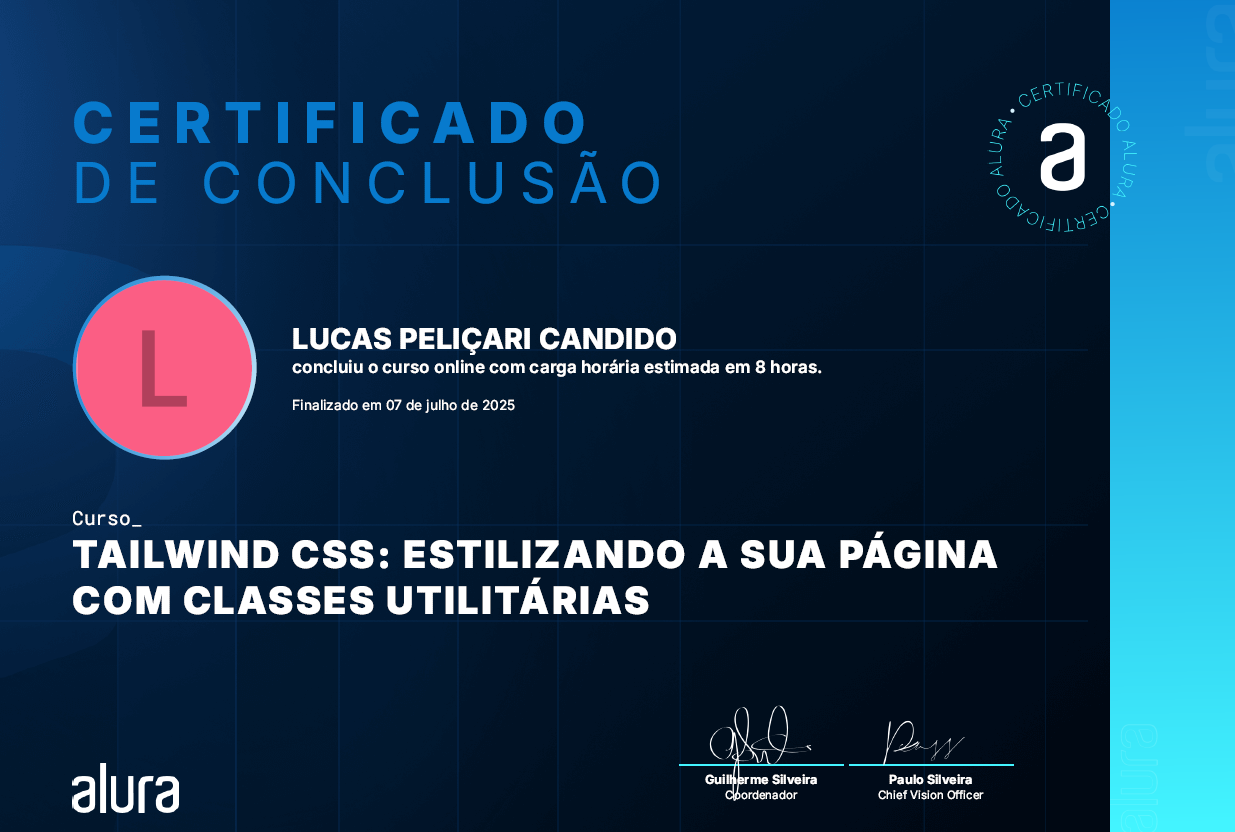 CERTIFICADO
DE CONCLUSÃO
CERTIFICADO ALURA • CERTIFICADO ALURA •
a
L
LUCAS PELIÇARI CANDIDO
concluiu o curso online com carga horária estimada em 8 horas.
Finalizado em 07 de julho de 2025
Curso_
TAILWIND CSS: ESTILIZANDO A SUA PÁGINA
COM CLASSES UTILITÁRIAS
Guilherme Silveira
Coordenador
Paulo Silveira
Chief Vision Officer
alura
alura
alura